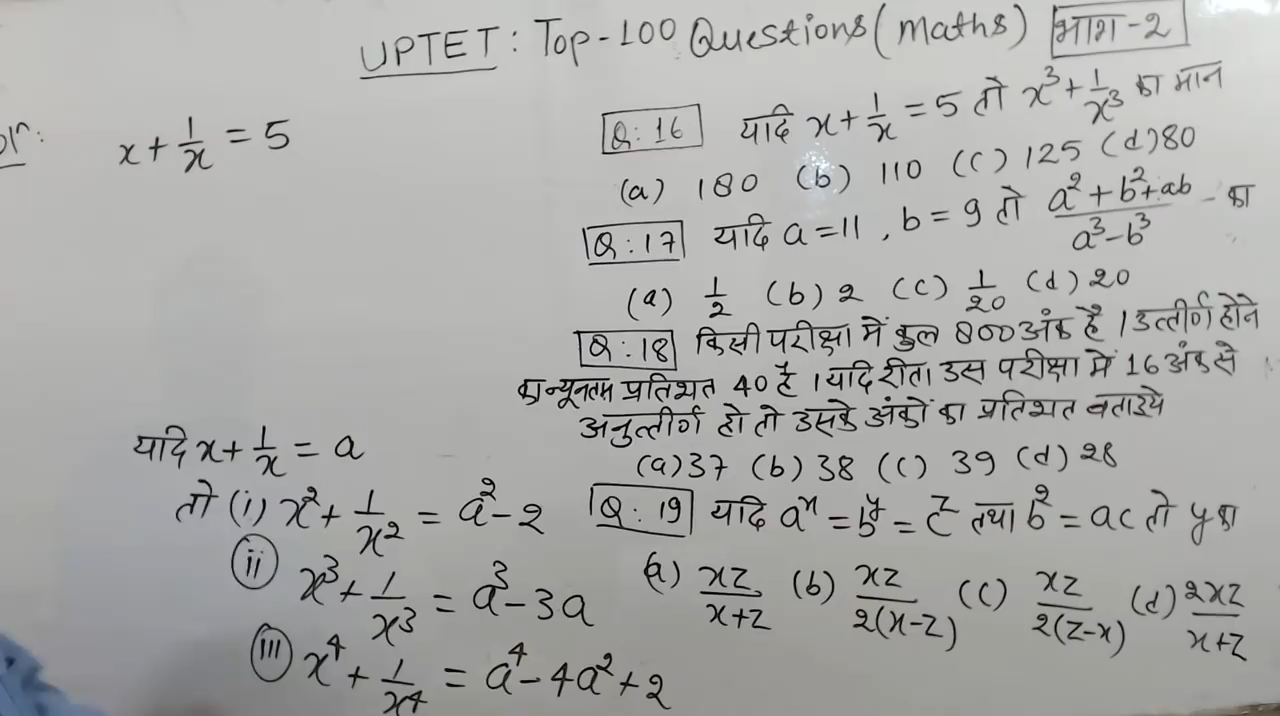 UPTET: Top-100 Questions (maths) भाग-2
Q:16 यदि x + 1/x = 5 तो x³ + 1/x³ का मान
(a) 180 (b) 110 (c) 125 (d) 80
Q:17 यदि a = 11, b = 9 तो (a² + b² + ab)/(a³ - b³) - का
(a) 1/2 (b) 2 (c) 1/20 (d) 20
Q:18 किसी परीक्षा में कुल 800 अंक है। उत्तीर्ण होने
का न्यूनतम प्रतिशत 40 है। यदि रीता उस परीक्षा में 16 अंक से
अनुत्तीर्ण हो तो उसके अंकों का प्रतिशत बताइये
(a) 37 (b) 38 (c) 39 (d) 28
Q:19 यदि aˣ = bʸ = cᶻ तथा b² = ac तो y का
(a) xz/(x+z) (b) xz/2(x-z) (c) xz/2(z-x) (d) 2xz/(x+z)
x + 1/x = 5
यदि x + 1/x = a
तो (i) x² + 1/x² = a² - 2
(ii) x³ + 1/x³ = a³ - 3a
(iii) x⁴ + 1/x⁴ = a⁴ - 4a² + 2